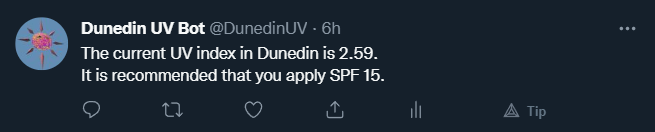 Dunedin UV Bot @DunedinUV · 6h
The current UV index in Dunedin is 2.59.
It is recommended that you apply SPF 15.
Tip